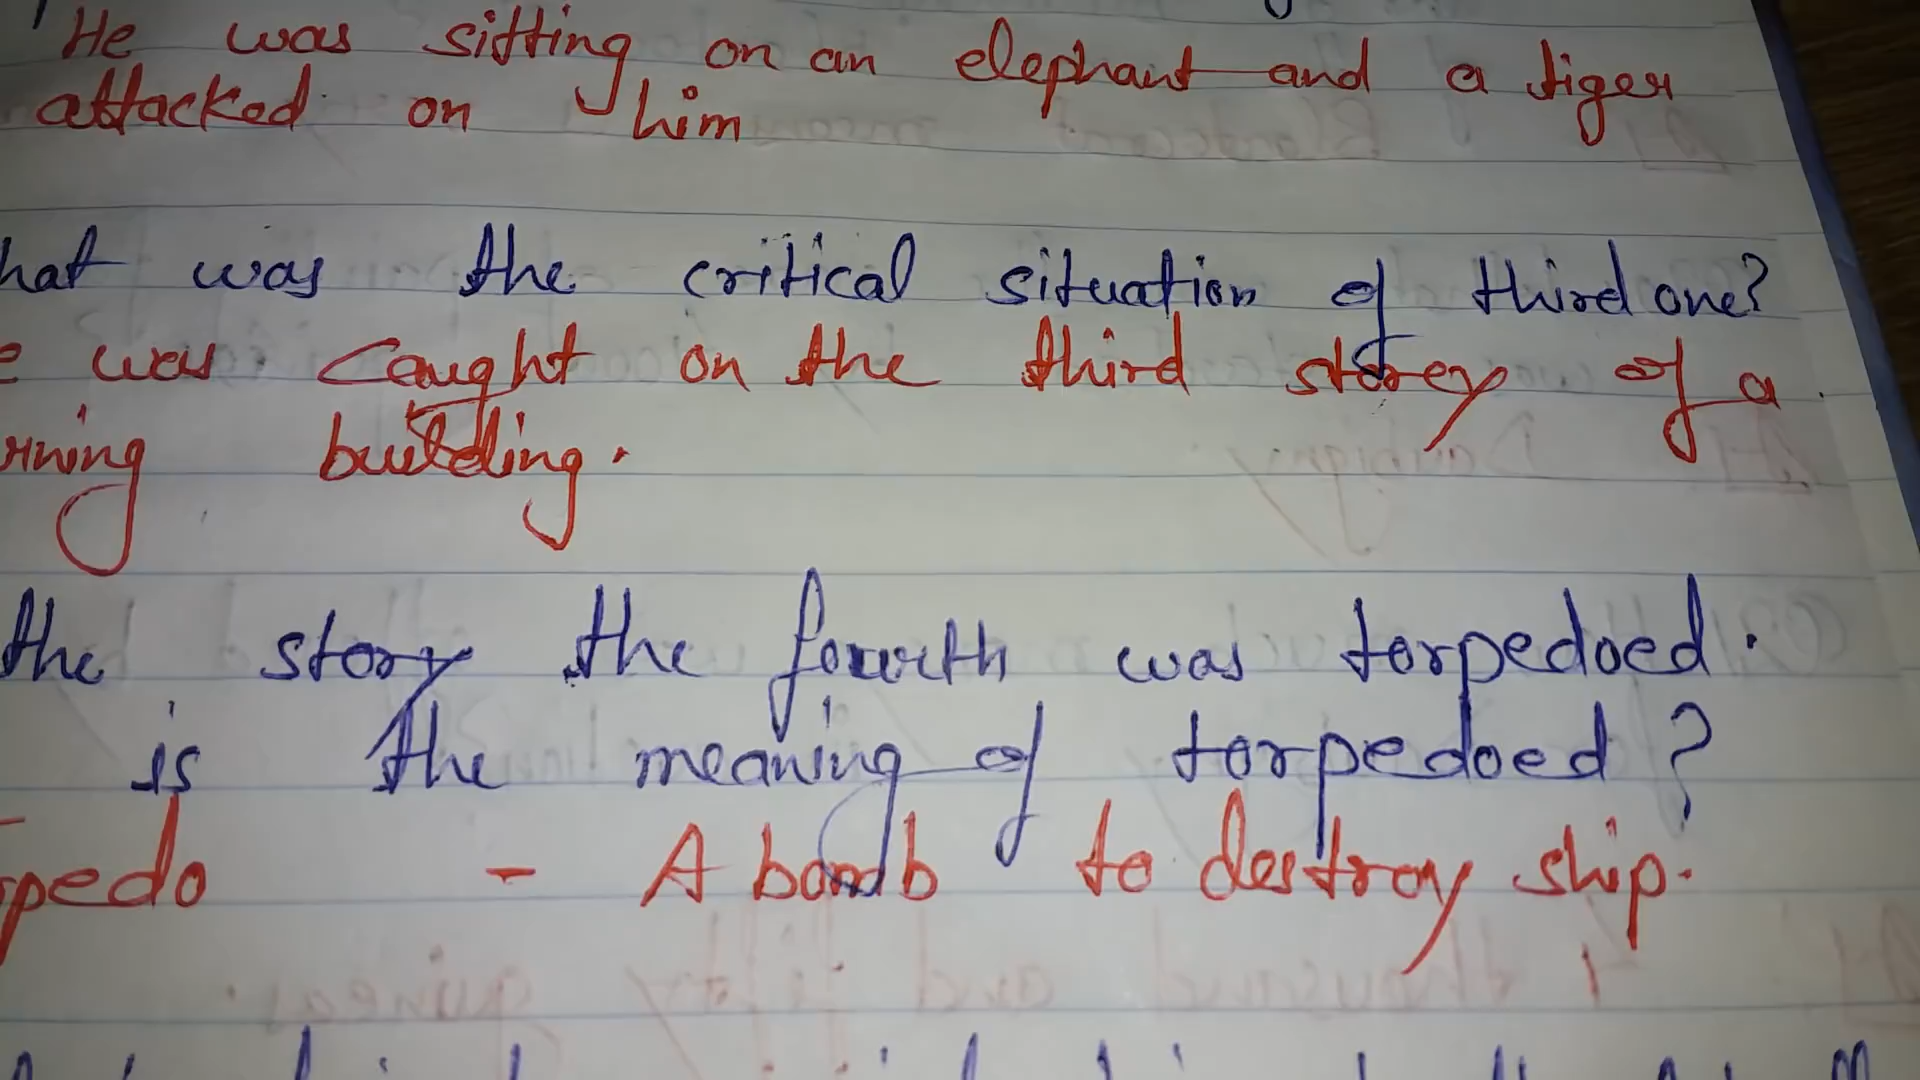 He was sitting on an elephant and a tiger
attacked on him
hat was the critical situation of third one?
e was caught on the third storey of a
rning building.
the story the fourth was torpedoed.
is the meaning of torpedoed?
pedo - A bomb to destroy ship.